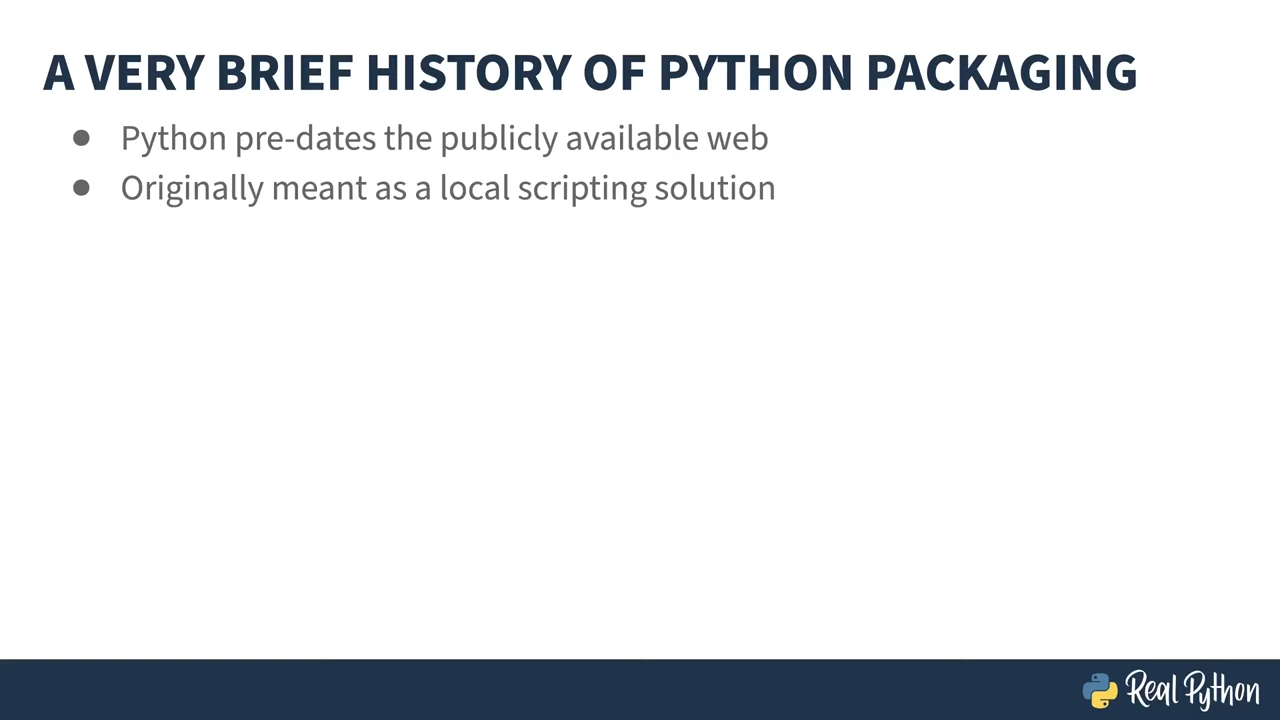 A VERY BRIEF HISTORY OF PYTHON PACKAGING
● Python pre-dates the publicly available web
● Originally meant as a local scripting solution
Real Python